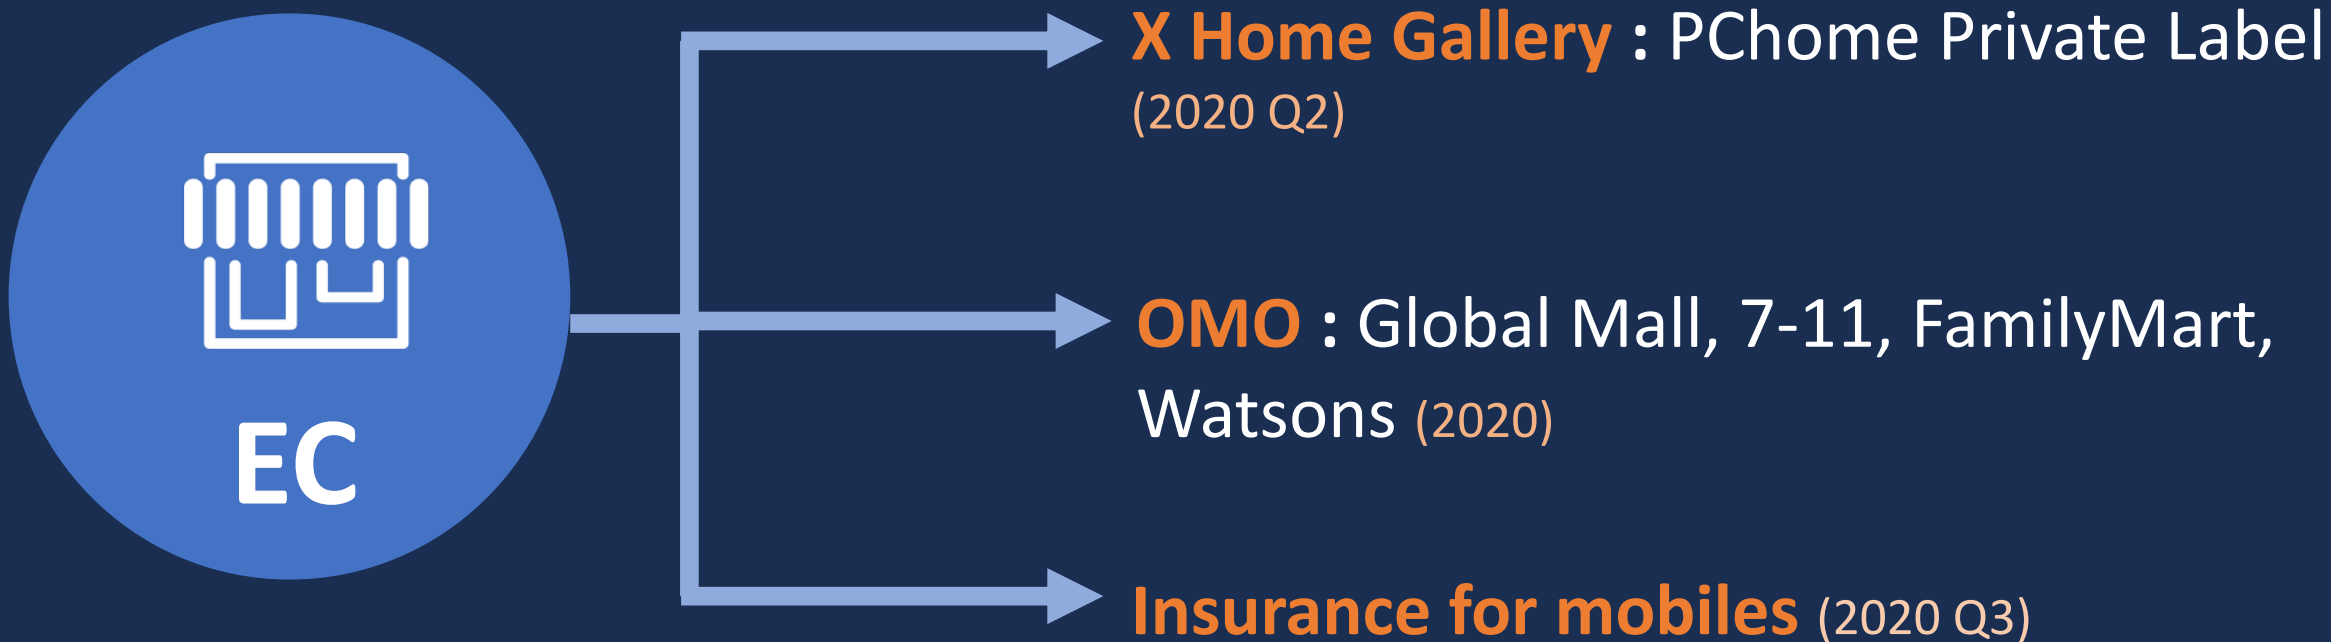 EC
X Home Gallery : PChome Private Label
(2020 Q2)
OMO : Global Mall, 7-11, FamilyMart,
Watsons (2020)
Insurance for mobiles (2020 Q3)